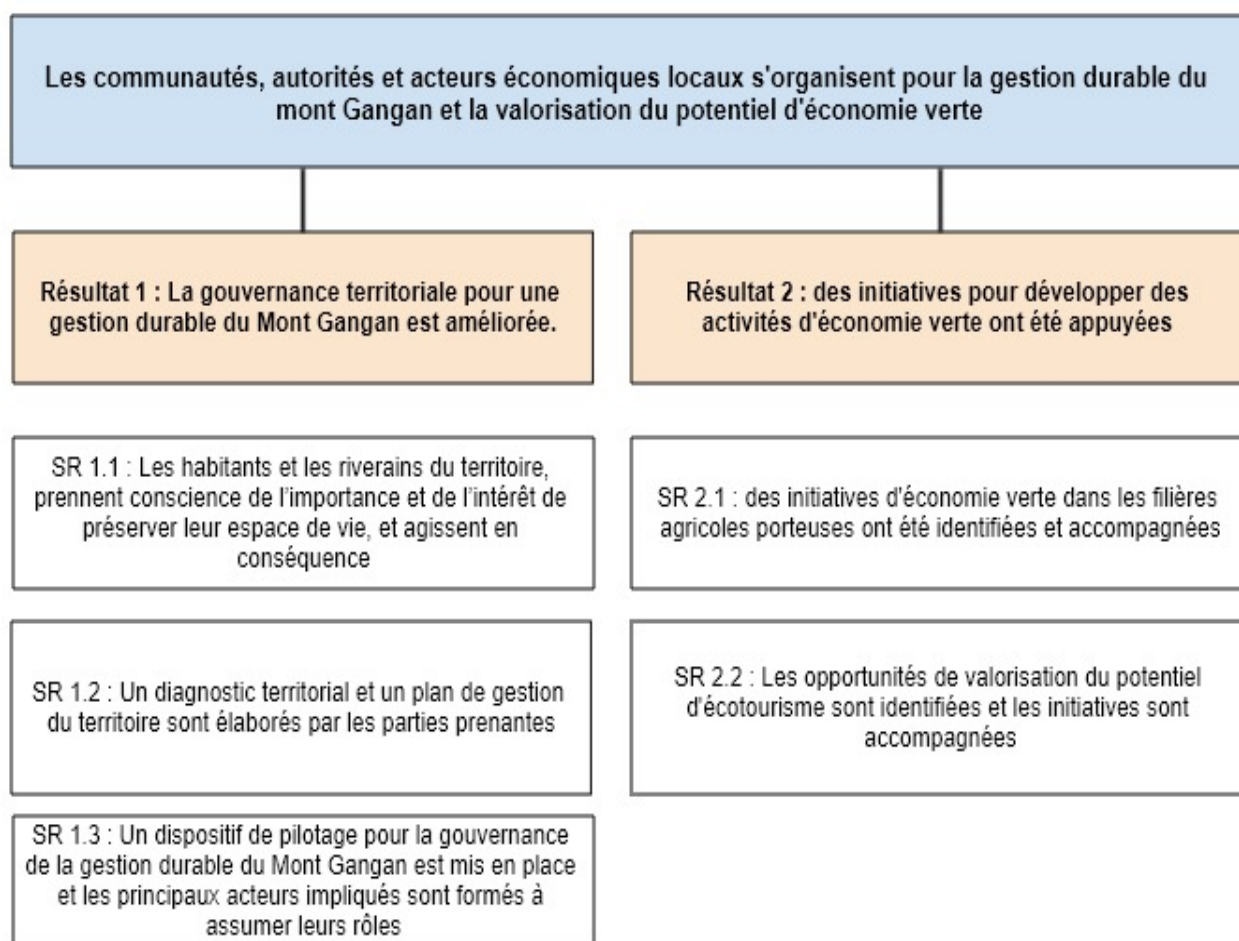 Les communautés, autorités et acteurs économiques locaux s'organisent pour la gestion durable du
mont Gangan et la valorisation du potentiel d'économie verte
Résultat 1 : La gouvernance territoriale pour une
gestion durable du Mont Gangan est améliorée.
Résultat 2 : des initiatives pour développer des
activités d'économie verte ont été appuyées
SR 1.1 : Les habitants et les riverains du territoire,
prennent conscience de l'importance et de l'intérêt de
préserver leur espace de vie, et agissent en
conséquence
SR 2.1 : des initiatives d'économie verte dans les filières
agricoles porteuses ont été identifiées et accompagnées
SR 1.2 : Un diagnostic territorial et un plan de gestion
du territoire sont élaborés par les parties prenantes
SR 2.2 : Les opportunités de valorisation du potentiel
d'écotourisme sont identifiées et les initiatives sont
accompagnées
SR 1.3 : Un dispositif de pilotage pour la gouvernance
de la gestion durable du Mont Gangan est mis en place
et les principaux acteurs impliqués sont formés à
assumer leurs rôles